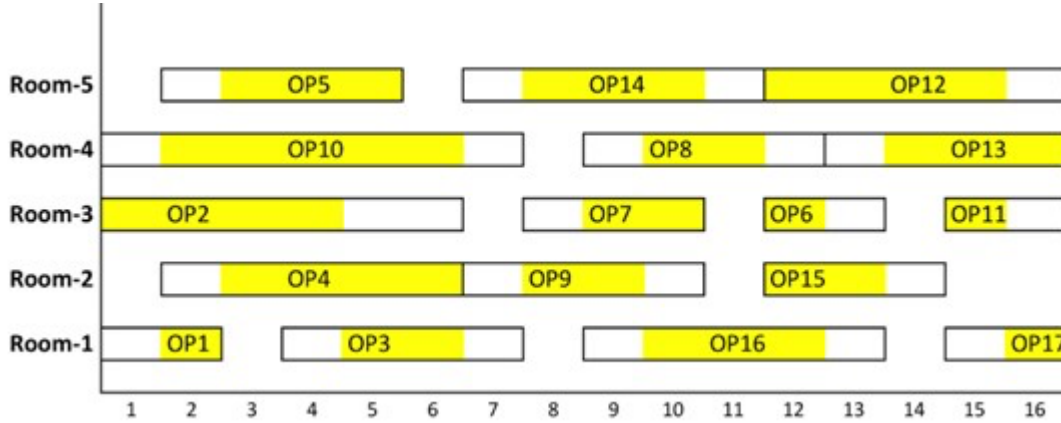 Room-5 OP5 OP14 OP12
Room-4 OP10 OP8 OP13
Room-3 OP2 OP7 OP6 OP11
Room-2 OP4 OP9 OP15
Room-1 OP1 OP3 OP16 OP17
1 2 3 4 5 6 7 8 9 10 11 12 13 14 15 16